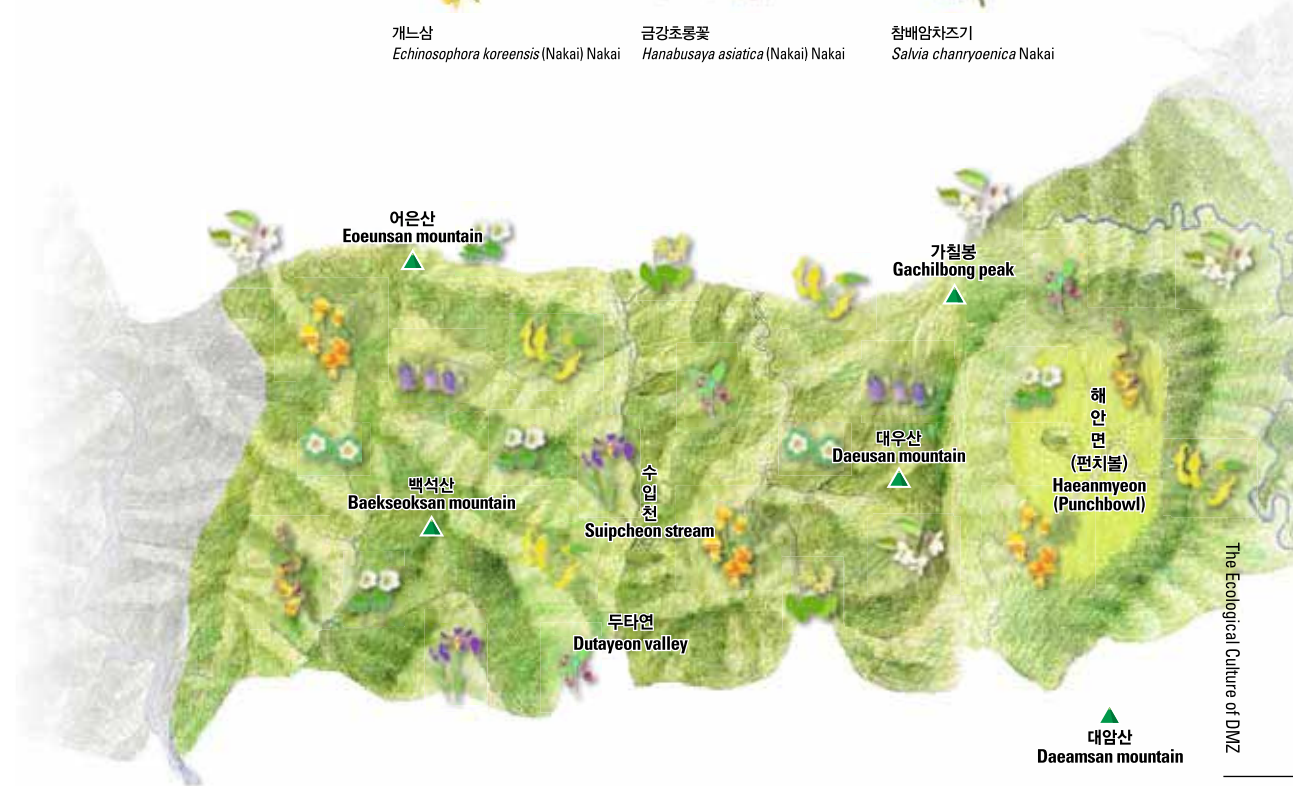 개느삼
Echinosophora koreensis (Nakai) Nakai
금강초롱꽃
Hanabusaya asiatica (Nakai) Nakai
참배암차즈기
Salvia chanryoenica Nakai
어은산
Eoeunsan mountain
가칠봉
Gachilbong peak
해안면
(펀치볼)
Haeanmyeon
(Punchbowl)
대우산
Daeusan mountain
백석산
Baekseoksan mountain
수입천
Suipcheon stream
두타연
Dutayeon valley
대암산
Daeamsan mountain
The Ecological Culture of DMZ